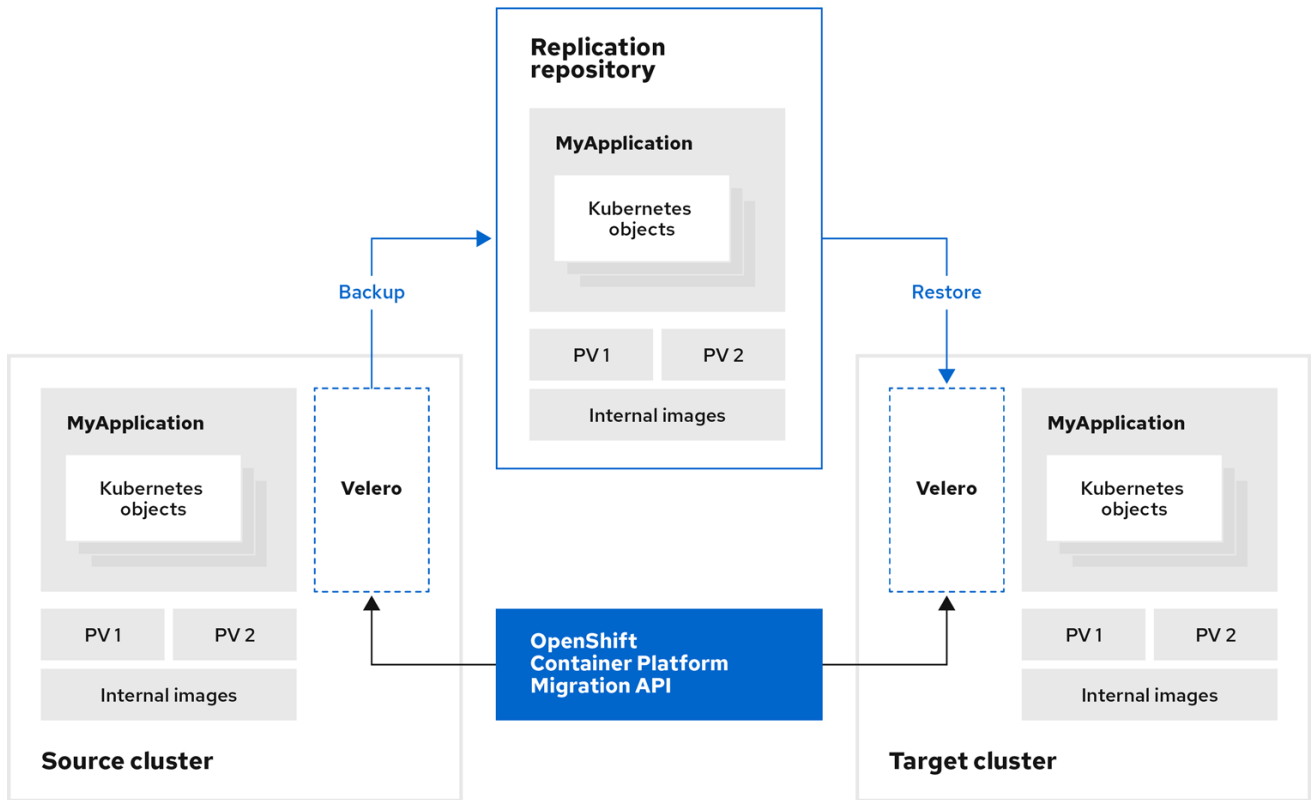 Replication
repository
MyApplication
Kubernetes
objects
PV 1
PV 2
Internal images
Backup
Restore
MyApplication
Kubernetes
objects
Velero
PV 1
PV 2
Internal images
Source cluster
OpenShift
Container Platform
Migration API
Velero
MyApplication
Kubernetes
objects
PV 1
PV 2
Internal images
Target cluster